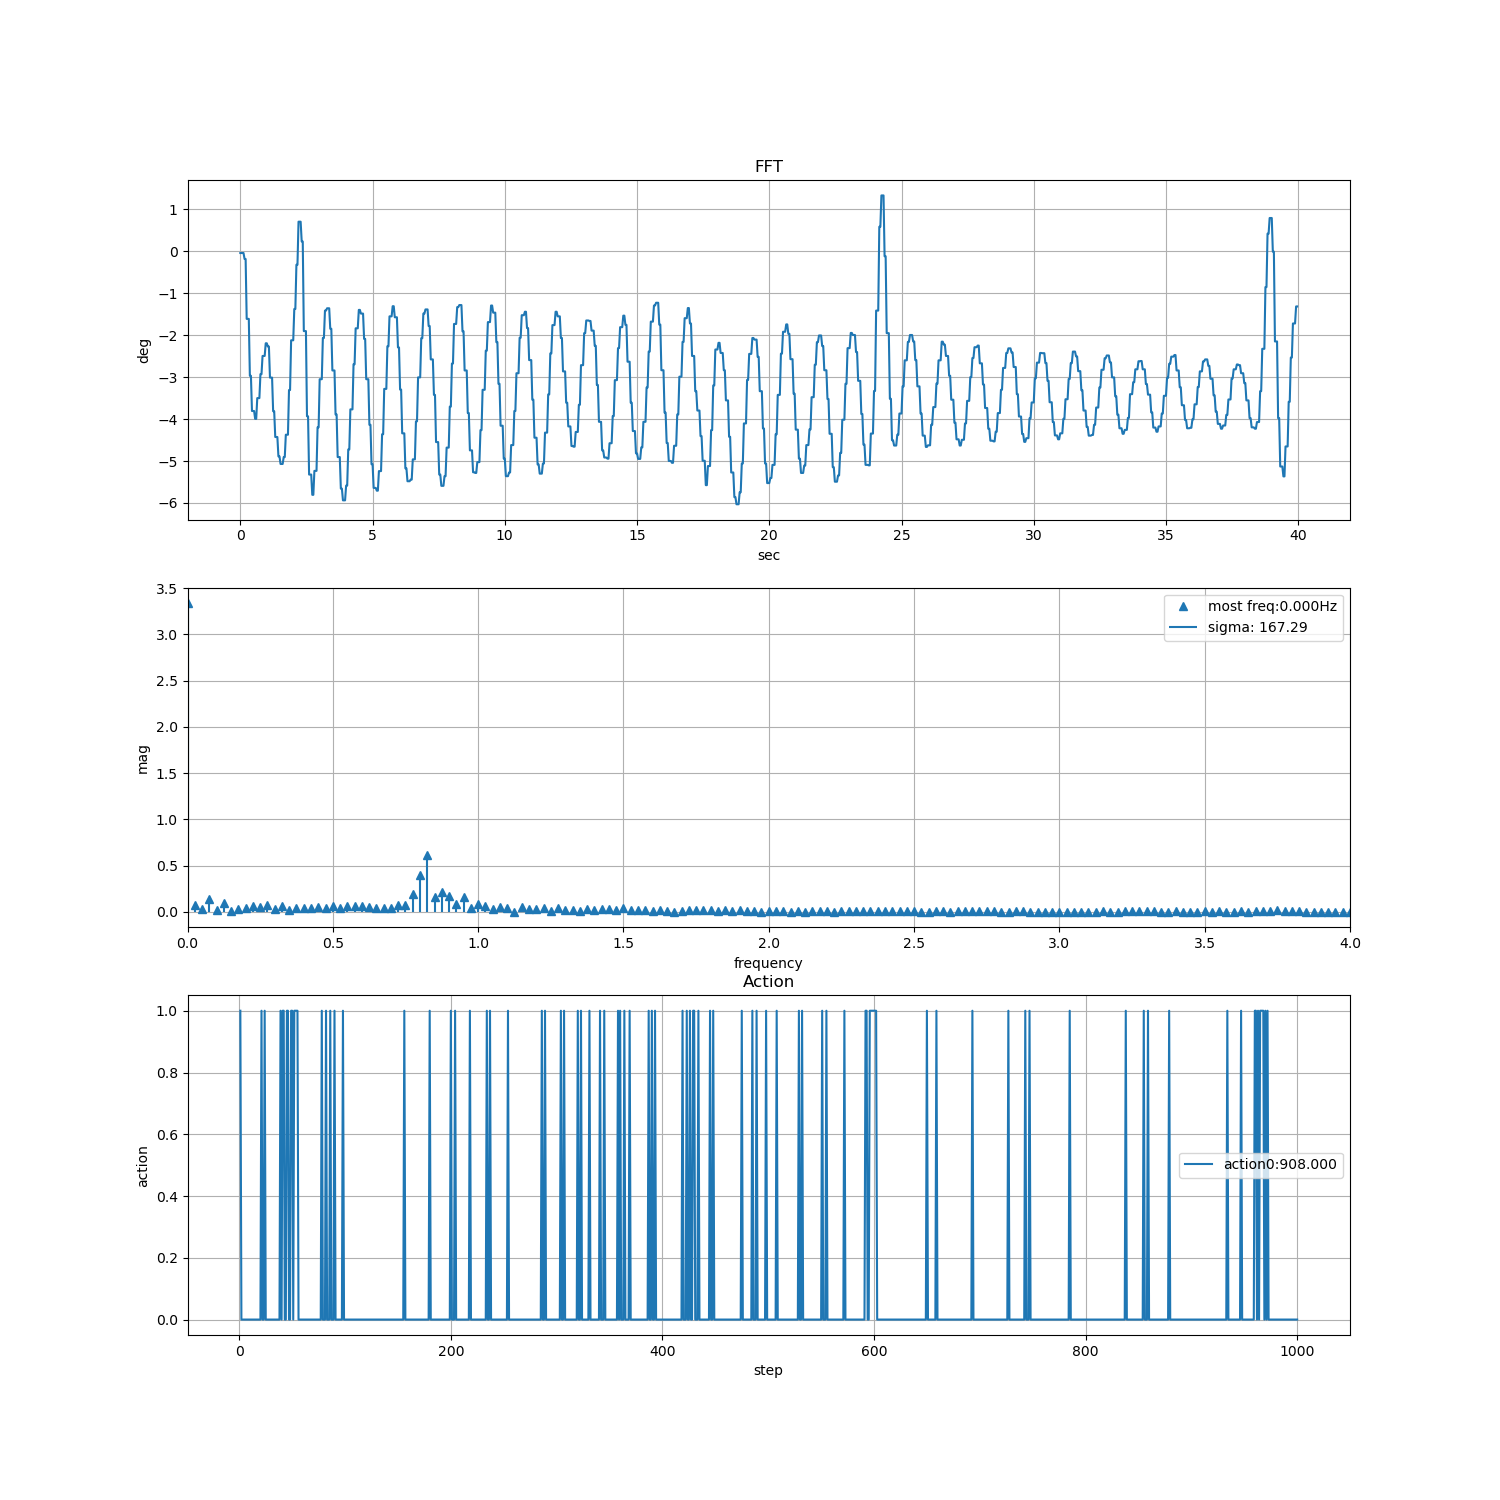 FFT
1
0
−1
−2
−3
−4
−5
−6
deg
0 5 10 15 20 25 30 35 40
sec
3.5
3.0
2.5
2.0
1.5
1.0
0.5
0.0
mag
most freq:0.000Hz
sigma: 167.29
0.0 0.5 1.0 1.5 2.0 2.5 3.0 3.5 4.0
frequency
Action
1.0
0.8
0.6
0.4
0.2
0.0
action
action0:908.000
0 200 400 600 800 1000
step